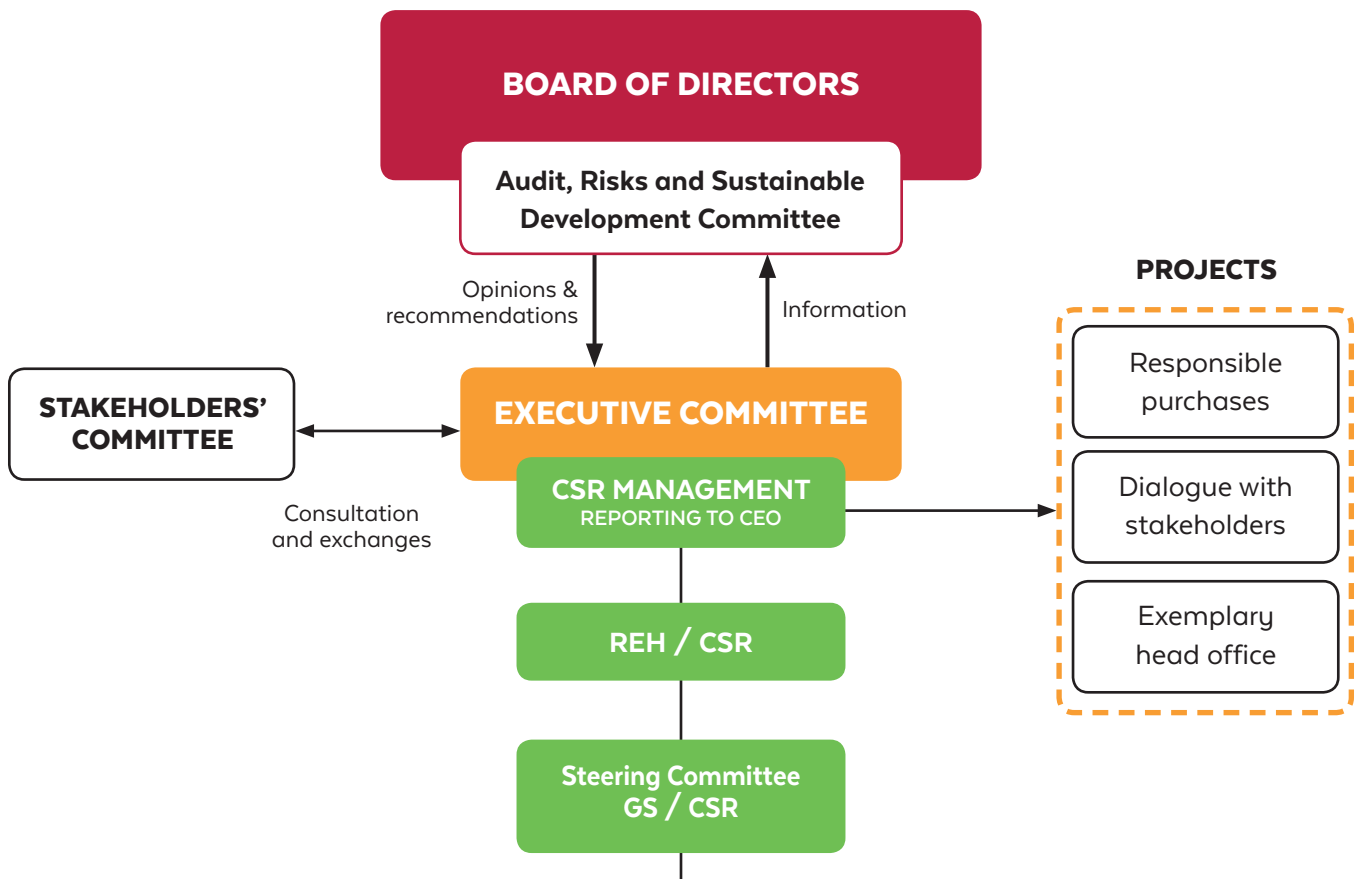 BOARD OF DIRECTORS
Audit, Risks and Sustainable
Development Committee
Opinions &
recommendations
Information
STAKEHOLDERS’
COMMITTEE
Consultation
and exchanges
EXECUTIVE COMMITTEE
CSR MANAGEMENT
REPORTING TO CEO
REH / CSR
Steering Committee
GS / CSR
PROJECTS
Responsible
purchases
Dialogue with
stakeholders
Exemplary
head office